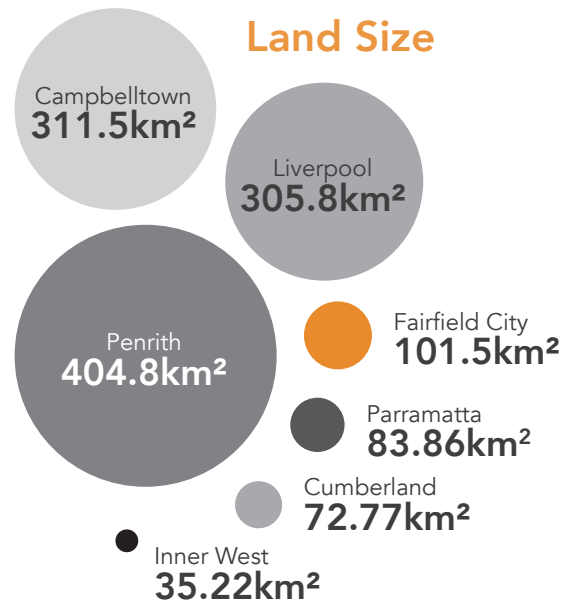 Land Size
Campbelltown
311.5km²
Liverpool
305.8km²
Penrith
404.8km²
Fairfield City
101.5km²
Parramatta
83.86km²
Cumberland
72.77km²
Inner West
35.22km²